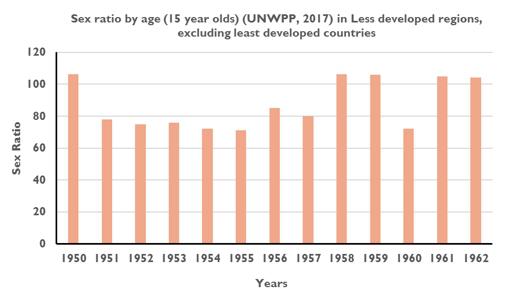 Sex ratio by age (15 year olds) (UNWPP, 2017) in Less developed regions,
excluding least developed countries
120
100
80
60
40
20
0
Sex Ratio
1950 1951 1952 1953 1954 1955 1956 1957 1958 1959 1960 1961 1962
Years